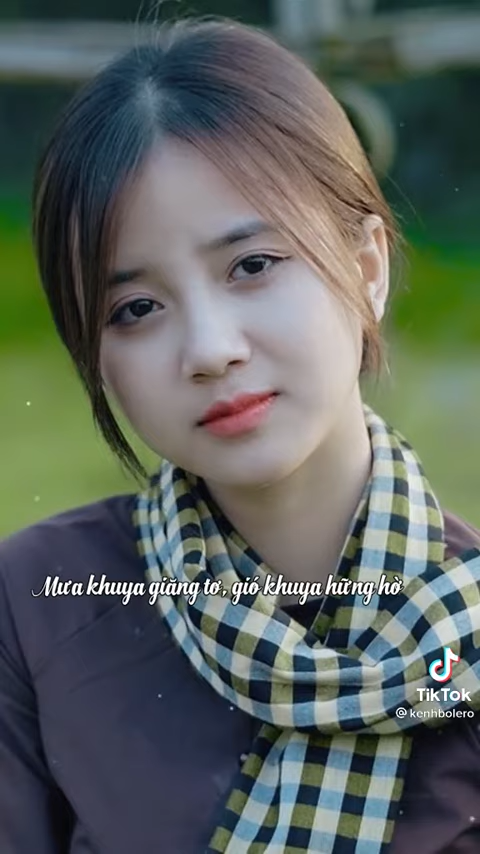 Mưa khuya giăng tơ, gió khuya hững hờ
TikTok
@kenhbolero